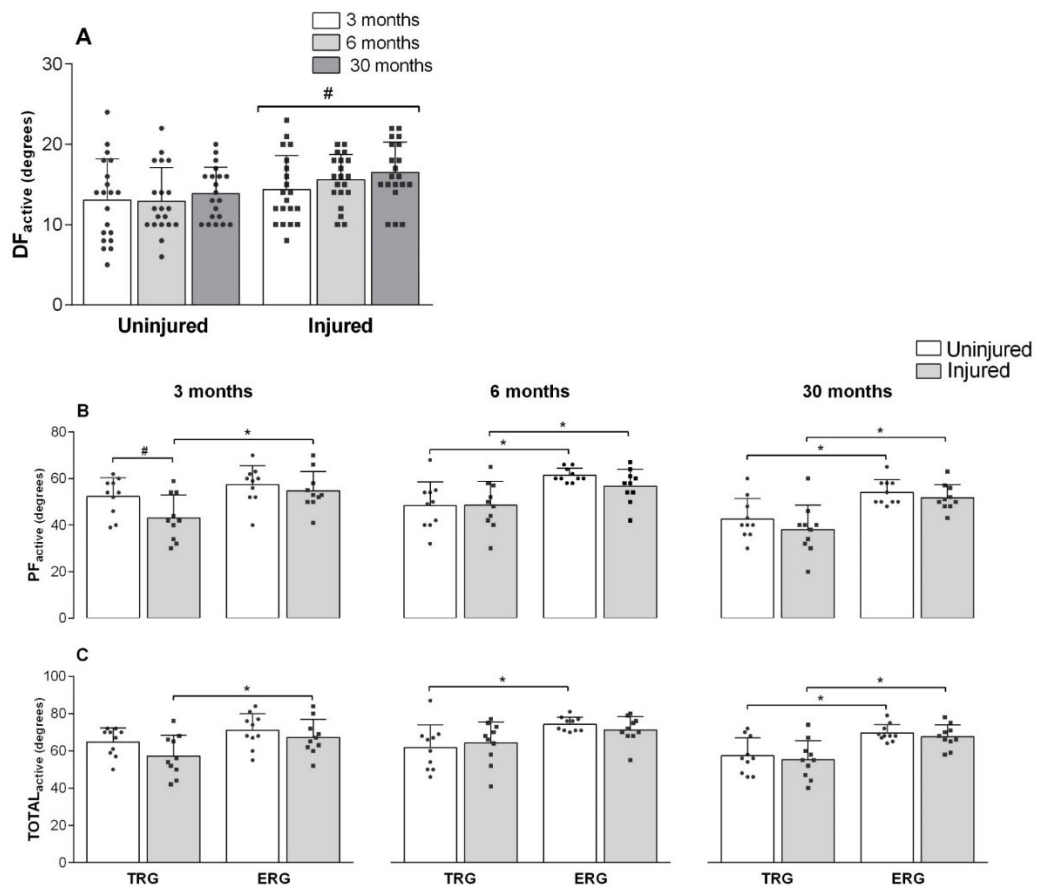 A
3 months
6 months
30 months
30
20
10
0
DFactive (degrees)
#
Uninjured
Injured
Uninjured
Injured
3 months
6 months
30 months
B
80
60
40
20
0
PFactive (degrees)
#
*
*
*
*
*
C
100
80
60
40
20
0
TOTALactive (degrees)
*
*
*
*
TRG
ERG
TRG
ERG
TRG
ERG